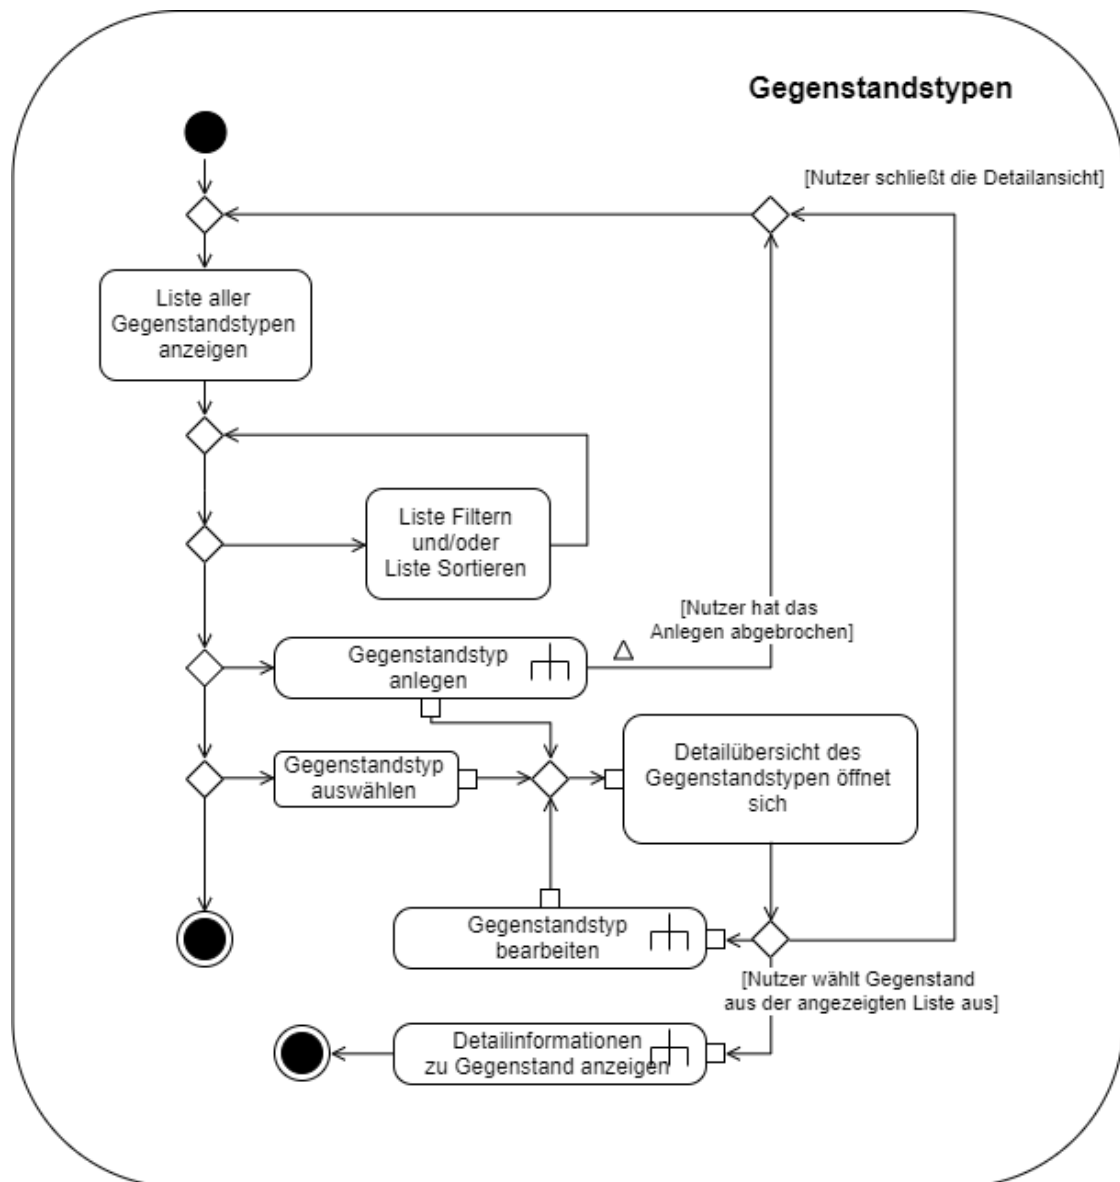 Gegenstandstypen
[Nutzer schließt die Detailansicht]
Liste aller
Gegenstandstypen
anzeigen
Liste Filtern
und/oder
Liste Sortieren
[Nutzer hat das
Anlegen abgebrochen]
Gegenstandstyp
anlegen
Gegenstandstyp
auswählen
Detailübersicht des
Gegenstandstypen öffnet
sich
Gegenstandstyp
bearbeiten
[Nutzer wählt Gegenstand
aus der angezeigten Liste aus]
Detailinformationen
zu Gegenstand anzeigen